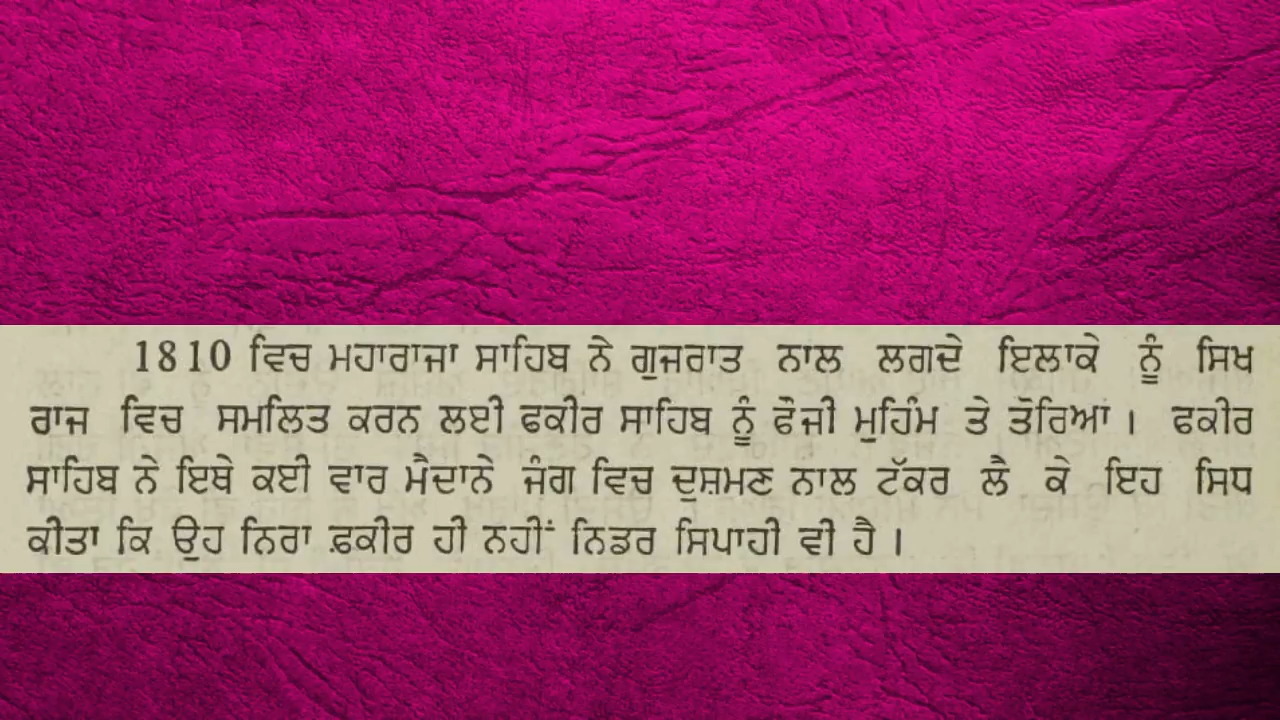 1810 ਵਿਚ ਮਹਾਰਾਜਾ ਸਾਹਿਬ ਨੇ ਗੁਜਰਾਤ ਨਾਲ ਲਗਦੇ ਇਲਾਕੇ ਨੂੰ ਸਿਖ
ਰਾਜ ਵਿਚ ਸਮਲਿਤ ਕਰਨ ਲਈ ਫਕੀਰ ਸਾਹਿਬ ਨੂੰ ਫੌਜੀ ਮੁਹਿੰਮ ਤੇ ਤੋਰਿਆਂ ।  ਫਕੀਰ
ਸਾਹਿਬ ਨੇ ਇਥੇ ਕਈ ਵਾਰ ਮੈਦਾਨੇ ਜੰਗ ਵਿਚ ਦੁਸ਼ਮਣ ਨਾਲ ਟੱਕਰ ਲੈ ਕੇ ਇਹ ਸਿਧ
ਕੀਤਾ ਕਿ ਉਹ ਨਿਰਾ ਫ਼ਕੀਰ ਹੀ ਨਹੀਂ ਨਿਡਰ ਸਿਪਾਹੀ ਵੀ ਹੈ ।